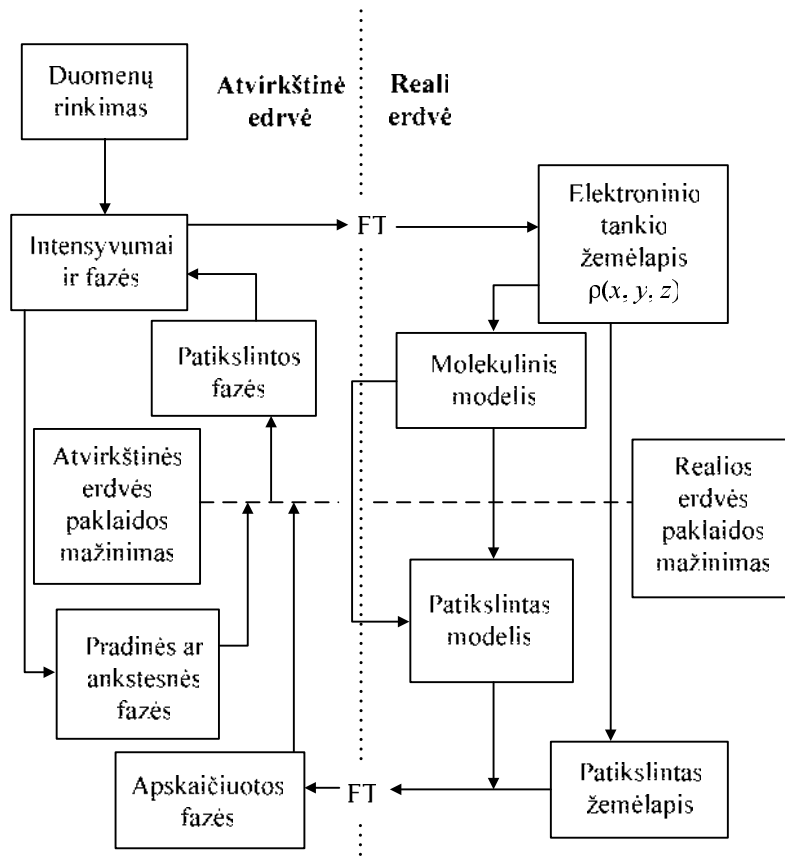 Duomenų
rinkimas
Atvirkštinė
edrvė
Reali
erdvė
Intensyvumai
ir fazės
FT
Elektroninio
tankio
žemėlapis
ρ(x, y, z)
Patikslintos
fazės
Molekulinis
modelis
Atvirkštinės
erdvės
paklaidos
mažinimas
Realios
erdvės
paklaidos
mažinimas
Patikslintas
modelis
Pradinės ar
ankstesnės
fazės
Apskaičiuotos
fazės
FT
Patikslintas
žemėlapis